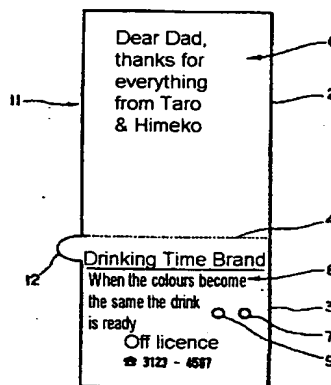 Dear Dad,
thanks for
everything
from Taro
& Himeko
11
2
4
12
Drinking Time Brand
When the colours become
the same the drink
is ready
3
7
5
Off licence
☎ 3123 - 4567